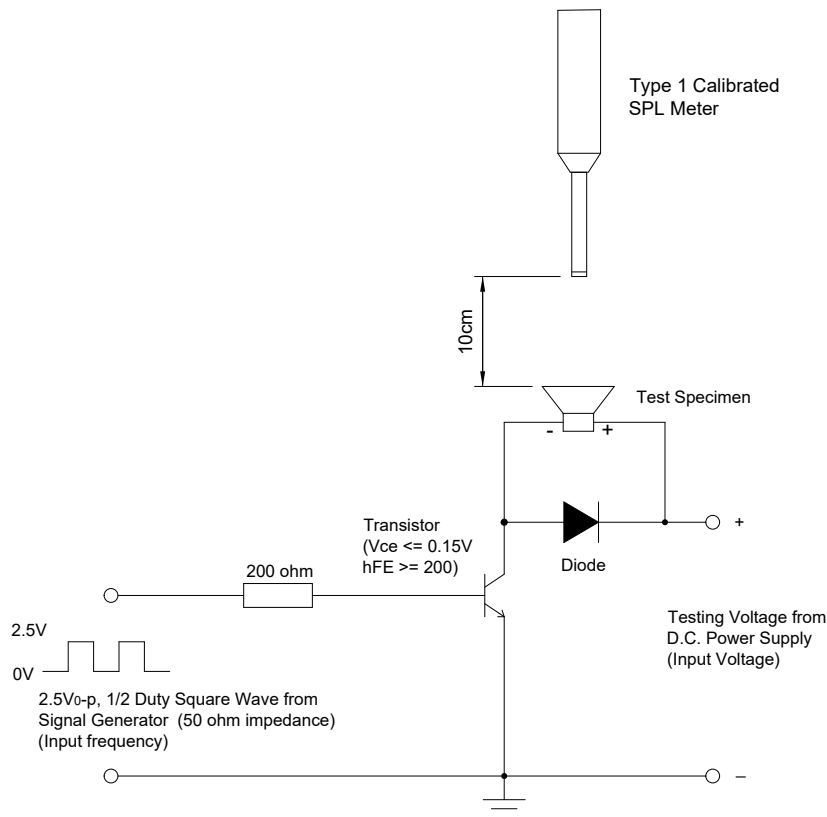 Type 1 Calibrated
SPL Meter
10cm
Test Specimen
- +
Transistor
(Vce <= 0.15V
hFE >= 200)
+
Diode
200 ohm
Testing Voltage from
D.C. Power Supply
(Input Voltage)
2.5V
0V
2.5V0-p, 1/2 Duty Square Wave from
Signal Generator (50 ohm impedance)
(Input frequency)
–